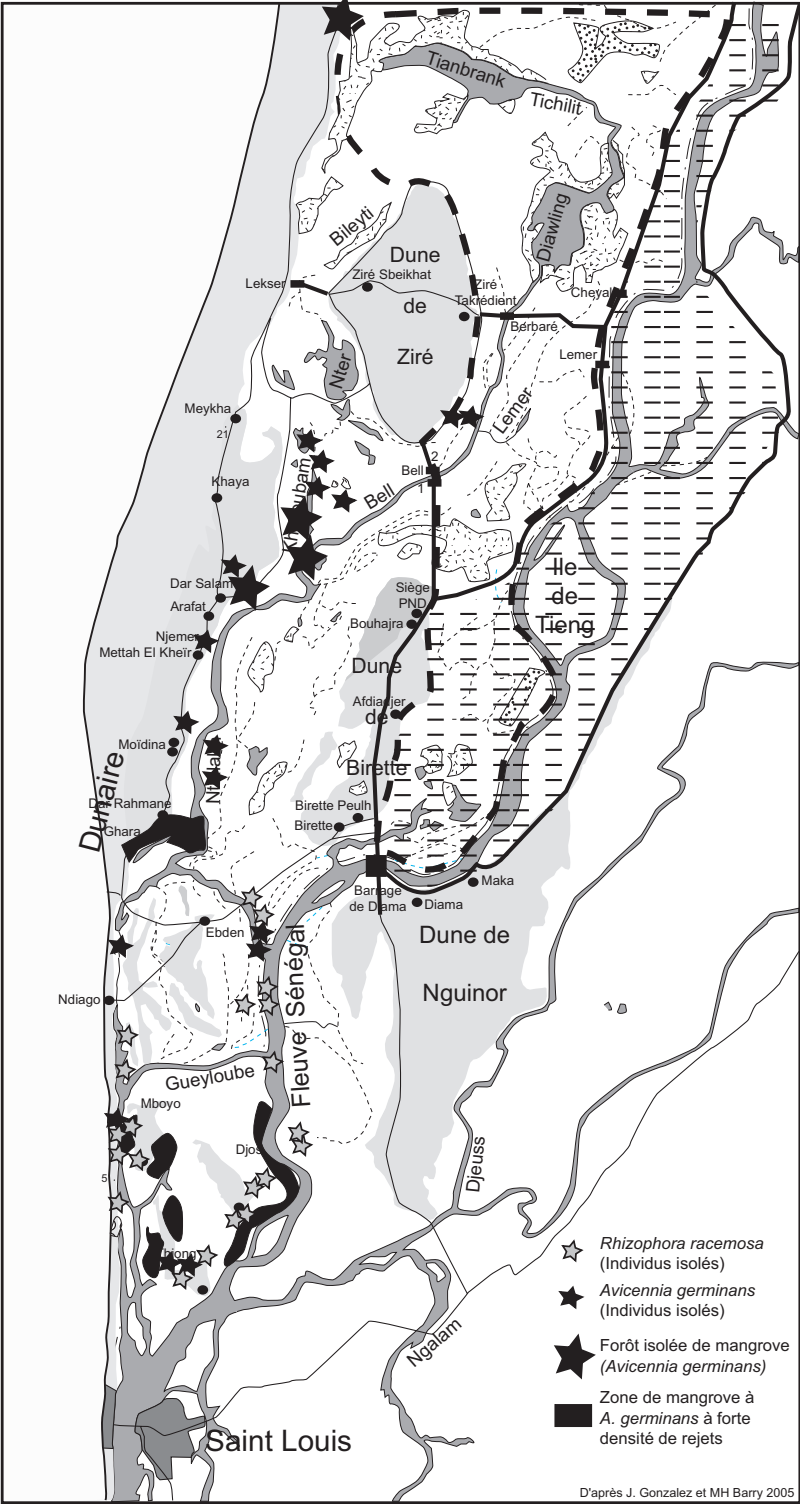 Tianbrank
Tichilit
Bileyti
Diawling
Dune
de
Ziré
Ziré Sbeikhat
Lekser
Ziré
Takrédient
Cheyal
Berbaré
Lemer
Nter
Lemer
Meykha
21
2
Bell
1
Bell
Khaya
Dar Salam
Arafat
Njemer
Mettah El Kheïr
Siège
PND
Bouhajra
Ile
de
Tieng
Dune
Afdiadjer
de
Birette
Moïdina
Dunaire
Dar Rahmane
Ghara
Birette Peulh
Birette
Barrage
de Diama
Maka
Diama
Ebden
Dune de
Nguinor
Ndiago
Fleuve Sénégal
Gueyloube
Mboyo
Djos
5
Djeuss
Ngalam
Saint Louis
Rhizophora racemosa
(Individus isolés)
Avicennia germinans
(Individus isolés)
Forôt isolée de mangrove
(Avicennia germinans)
Zone de mangrove à
A. germinans à forte
densité de rejets
D'après J. Gonzalez et MH Barry 2005